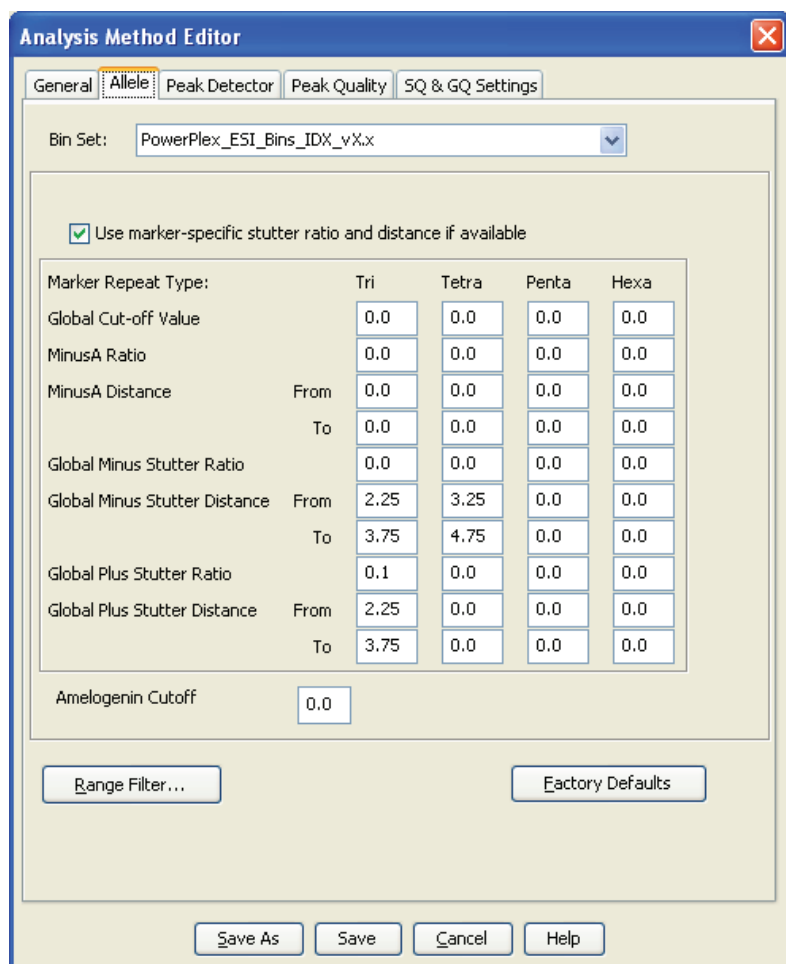 Analysis Method Editor
General Allele Peak Detector Peak Quality SQ & GQ Settings
Bin Set: PowerPlex_ESI_Bins_IDX_vX.x
Use marker-specific stutter ratio and distance if available
Marker Repeat Type: Tri Tetra Penta Hexa
Global Cut-off Value 0.0 0.0 0.0 0.0
MinusA Ratio 0.0 0.0 0.0 0.0
MinusA Distance From 0.0 0.0 0.0 0.0
To 0.0 0.0 0.0 0.0
Global Minus Stutter Ratio 0.0 0.0 0.0 0.0
Global Minus Stutter Distance From 2.25 3.25 0.0 0.0
To 3.75 4.75 0.0 0.0
Global Plus Stutter Ratio 0.1 0.0 0.0 0.0
Global Plus Stutter Distance From 2.25 0.0 0.0 0.0
To 3.75 0.0 0.0 0.0
Amelogenin Cutoff 0.0
Range Filter... Factory Defaults
Save As Save Cancel Help